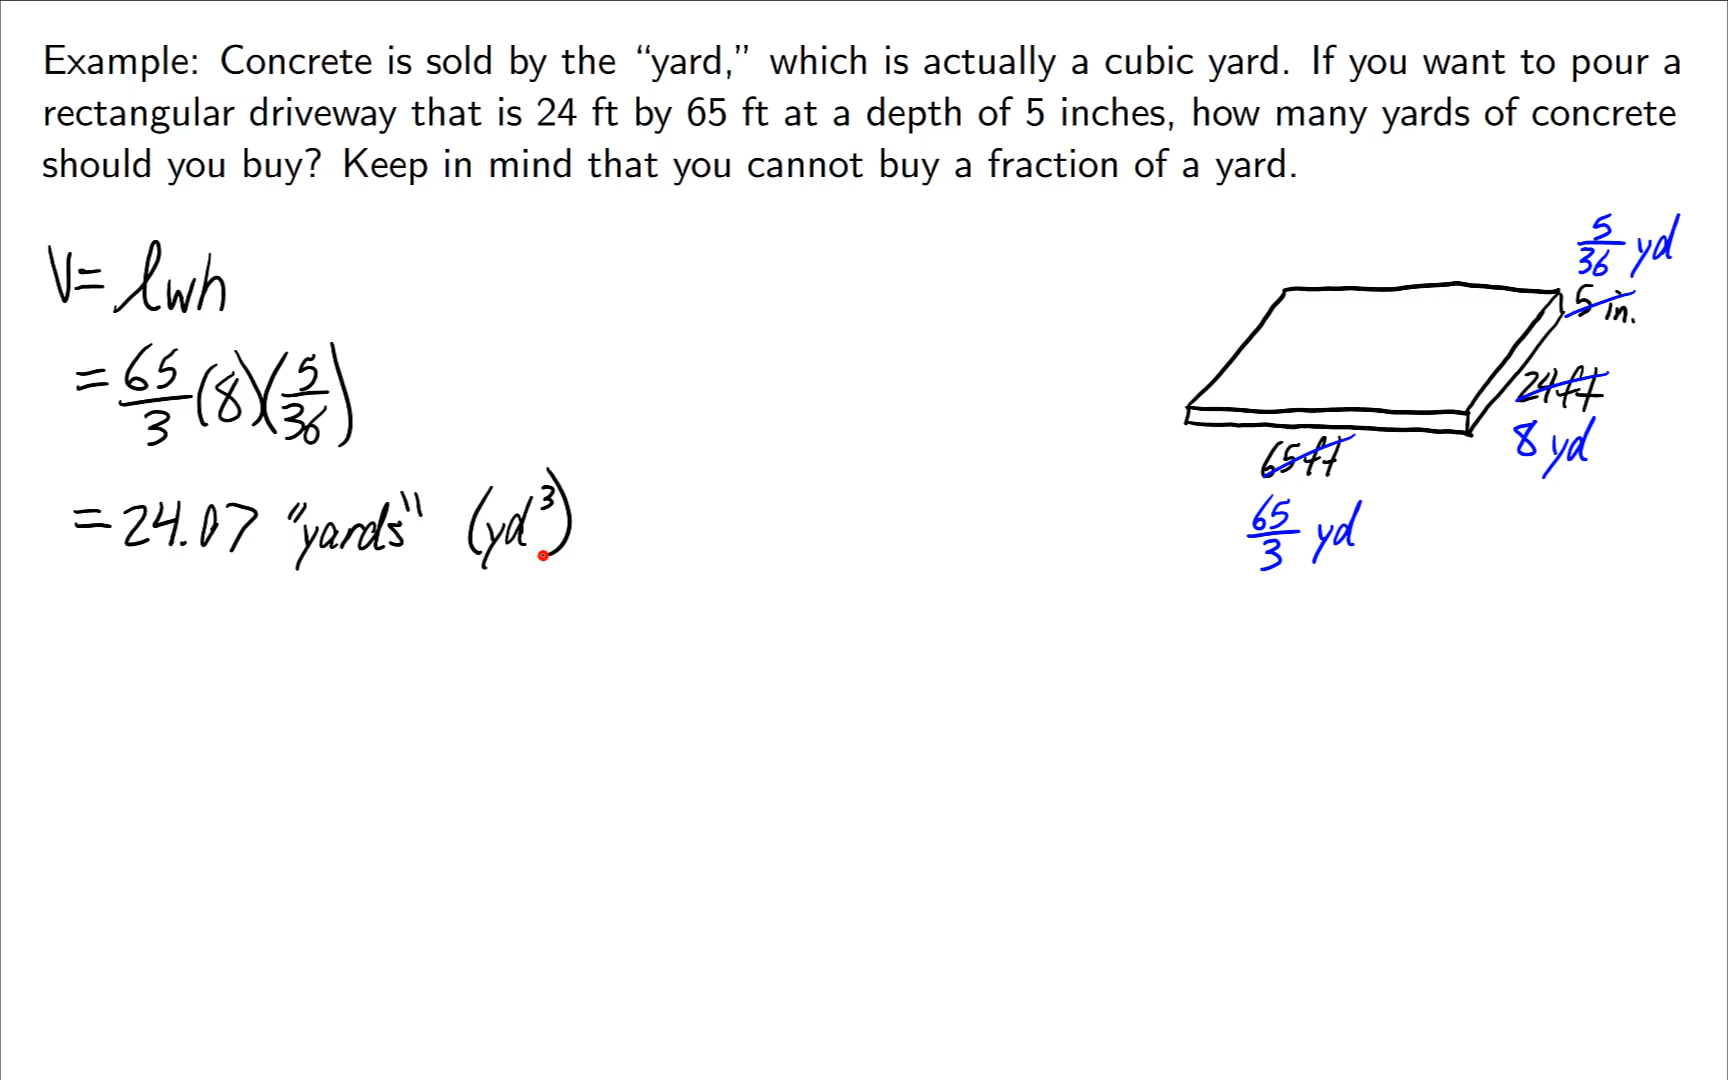 Example: Concrete is sold by the “yard,” which is actually a cubic yard. If you want to pour a
rectangular driveway that is 24 ft by 65 ft at a depth of 5 inches, how many yards of concrete
should you buy? Keep in mind that you cannot buy a fraction of a yard.
V = lwh
= 65/3 (8)(5/36)
= 24.07 "yards" (yd³)
5/36 yd
5 in.
24 ft
8 yd
65 ft
65/3 yd